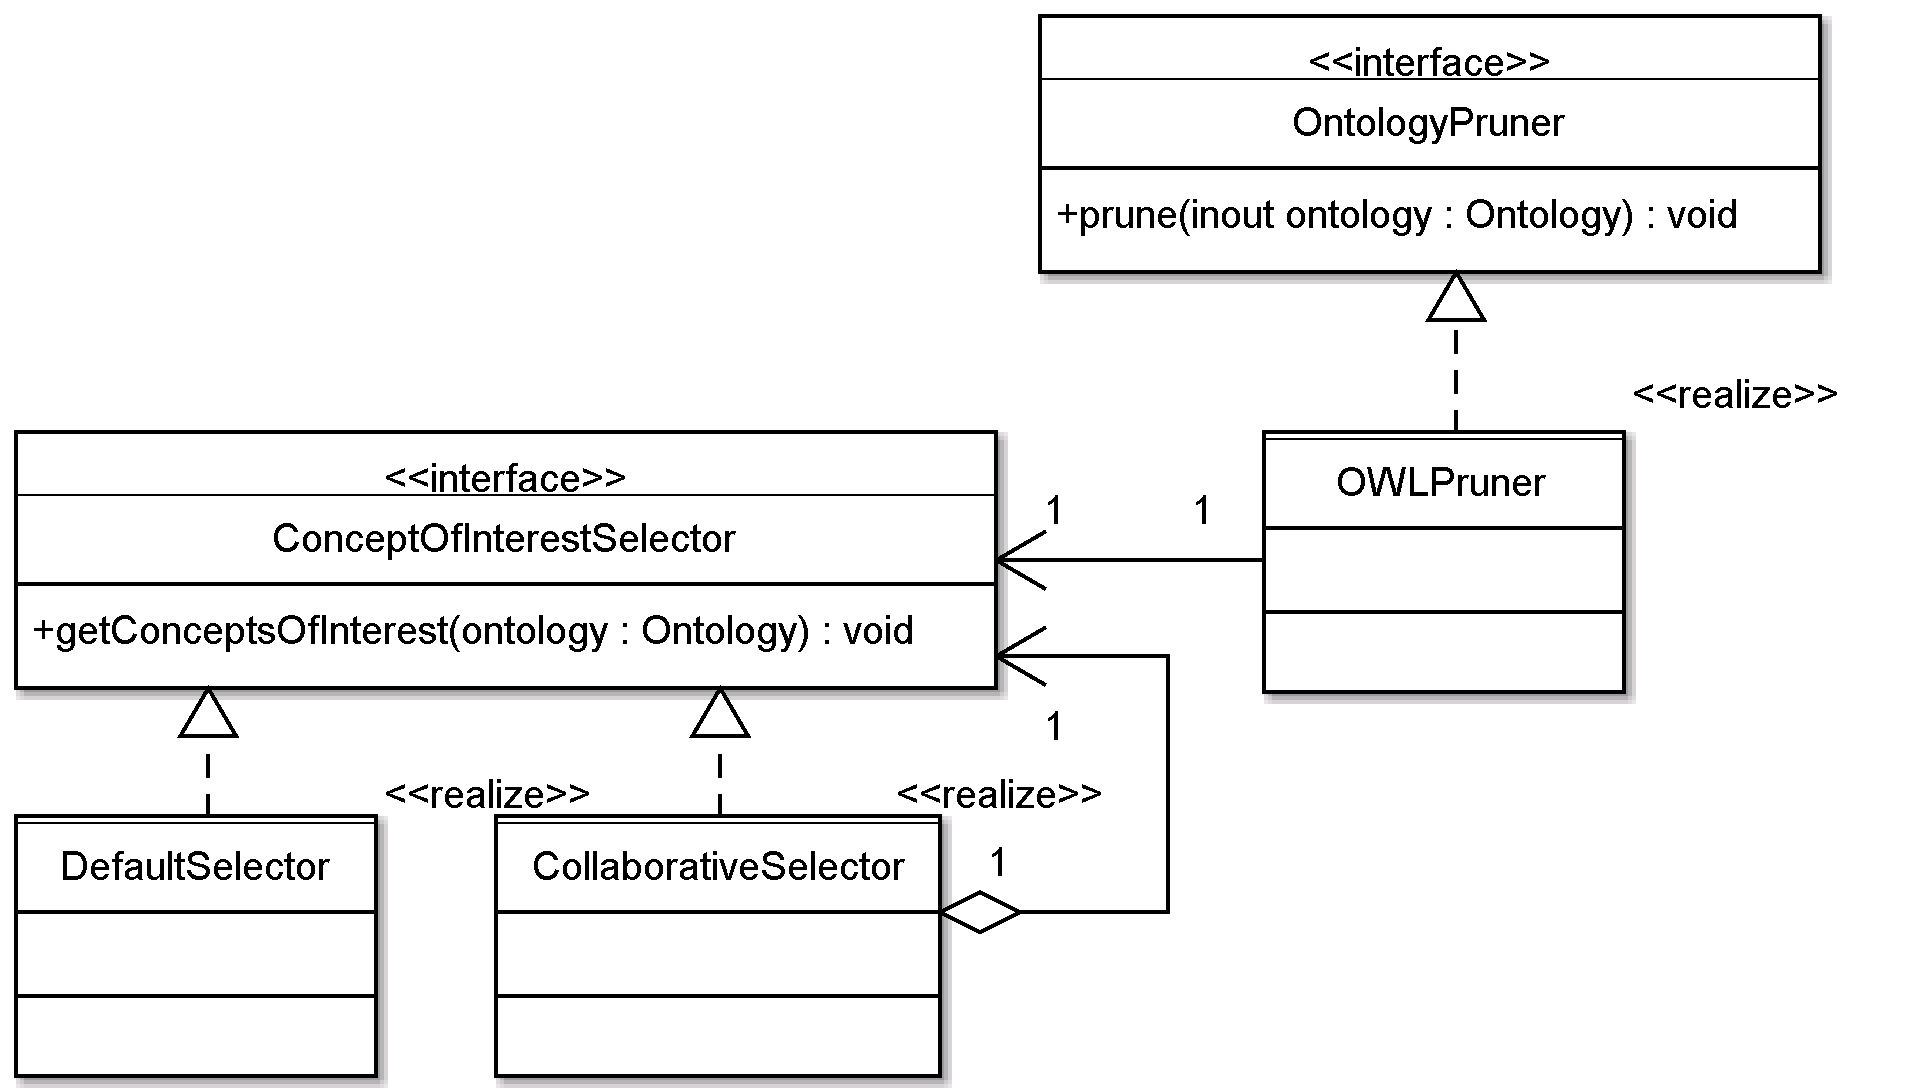 <<interface>>
OntologyPruner
+prune(inout ontology : Ontology) : void
<<realize>>
<<interface>>
ConceptOfInterestSelector
+getConceptsOfInterest(ontology : Ontology) : void
1
1
OWLPruner
1
<<realize>>
<<realize>>
DefaultSelector
CollaborativeSelector
1